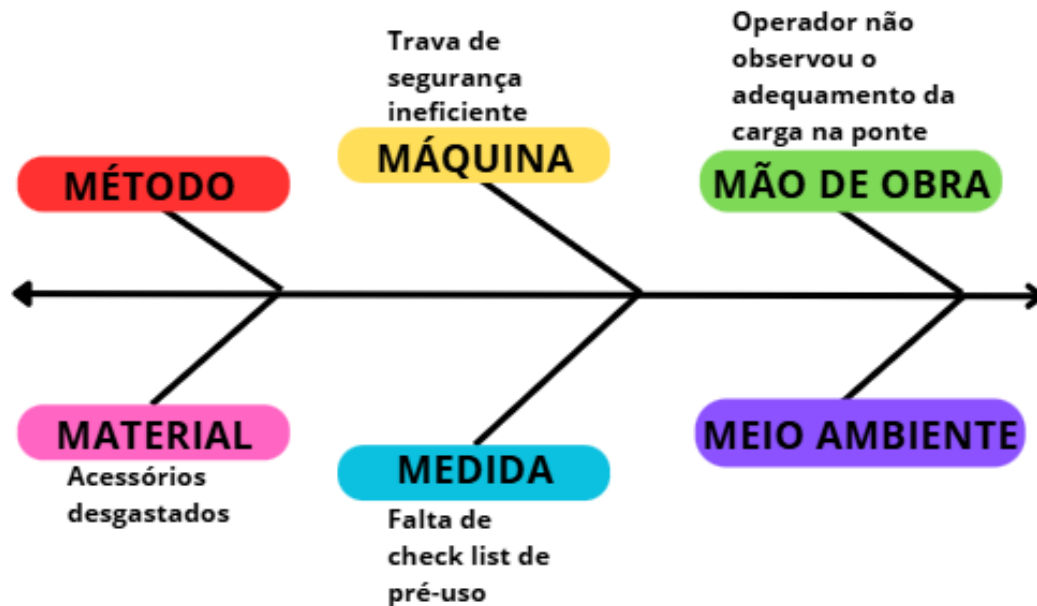 Trava de
segurança
ineficiente
Operador não
observou o
adequamento da
carga na ponte
MÉTODO
MÁQUINA
MÃO DE OBRA
MATERIAL
Acessórios
desgastados
MEDIDA
Falta de
check list de
pré-uso
MEIO AMBIENTE